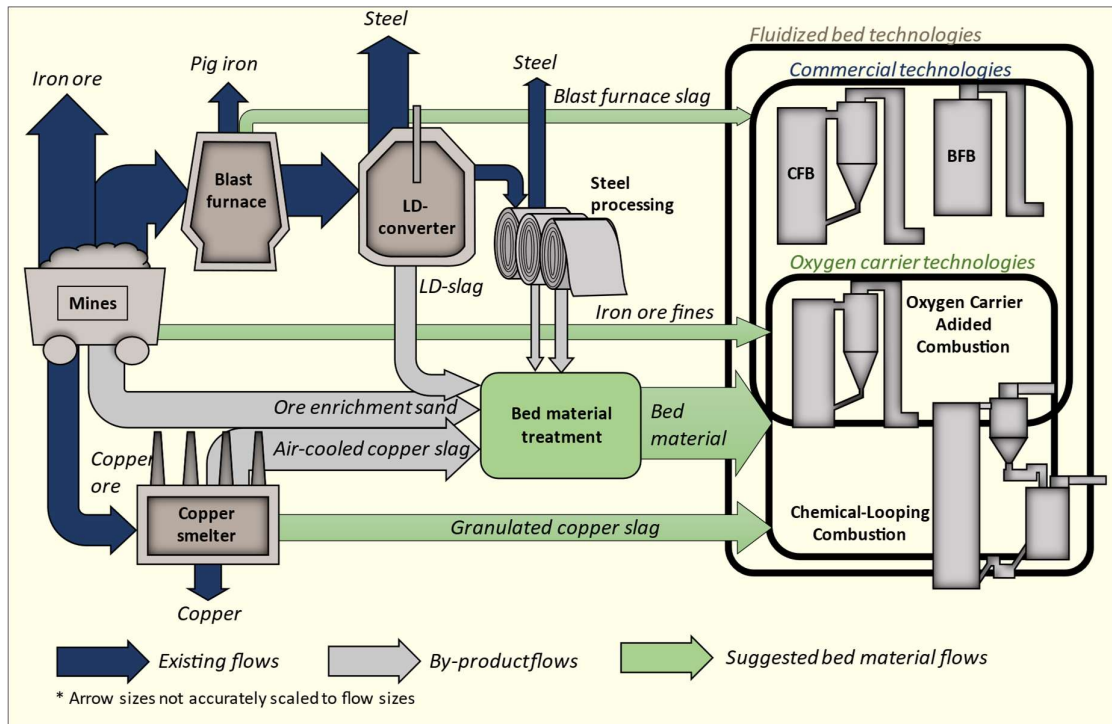 Steel
Fluidized bed technologies
Iron ore
Pig iron
Steel
Commercial technologies
Blast furnace slag
CFB
BFB
Blast
furnace
LD-
converter
Steel
processing
Mines
LD-slag
Oxygen carrier technologies
Iron ore fines
Oxygen Carrier
Adided
Combustion
Ore enrichment sand
Bed material
treatment
Bed
material
Air-cooled copper slag
Copper
ore
Copper
smelter
Granulated copper slag
Chemical-Looping
Combustion
Copper
Existing flows
By-productflows
Suggested bed material flows
* Arrow sizes not accurately scaled to flow sizes